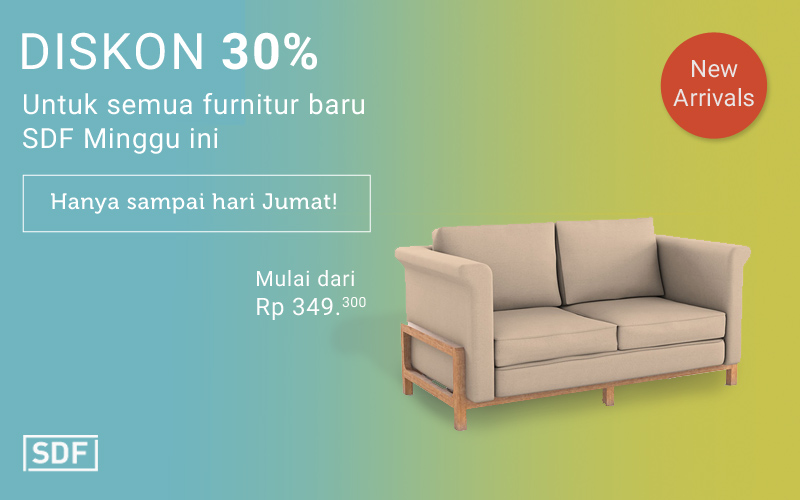 DISKON 30%
Untuk semua furnitur baru
SDF Minggu ini
Hanya sampai hari Jumat!
Mulai dari
Rp 349.300
New
Arrivals
SDF